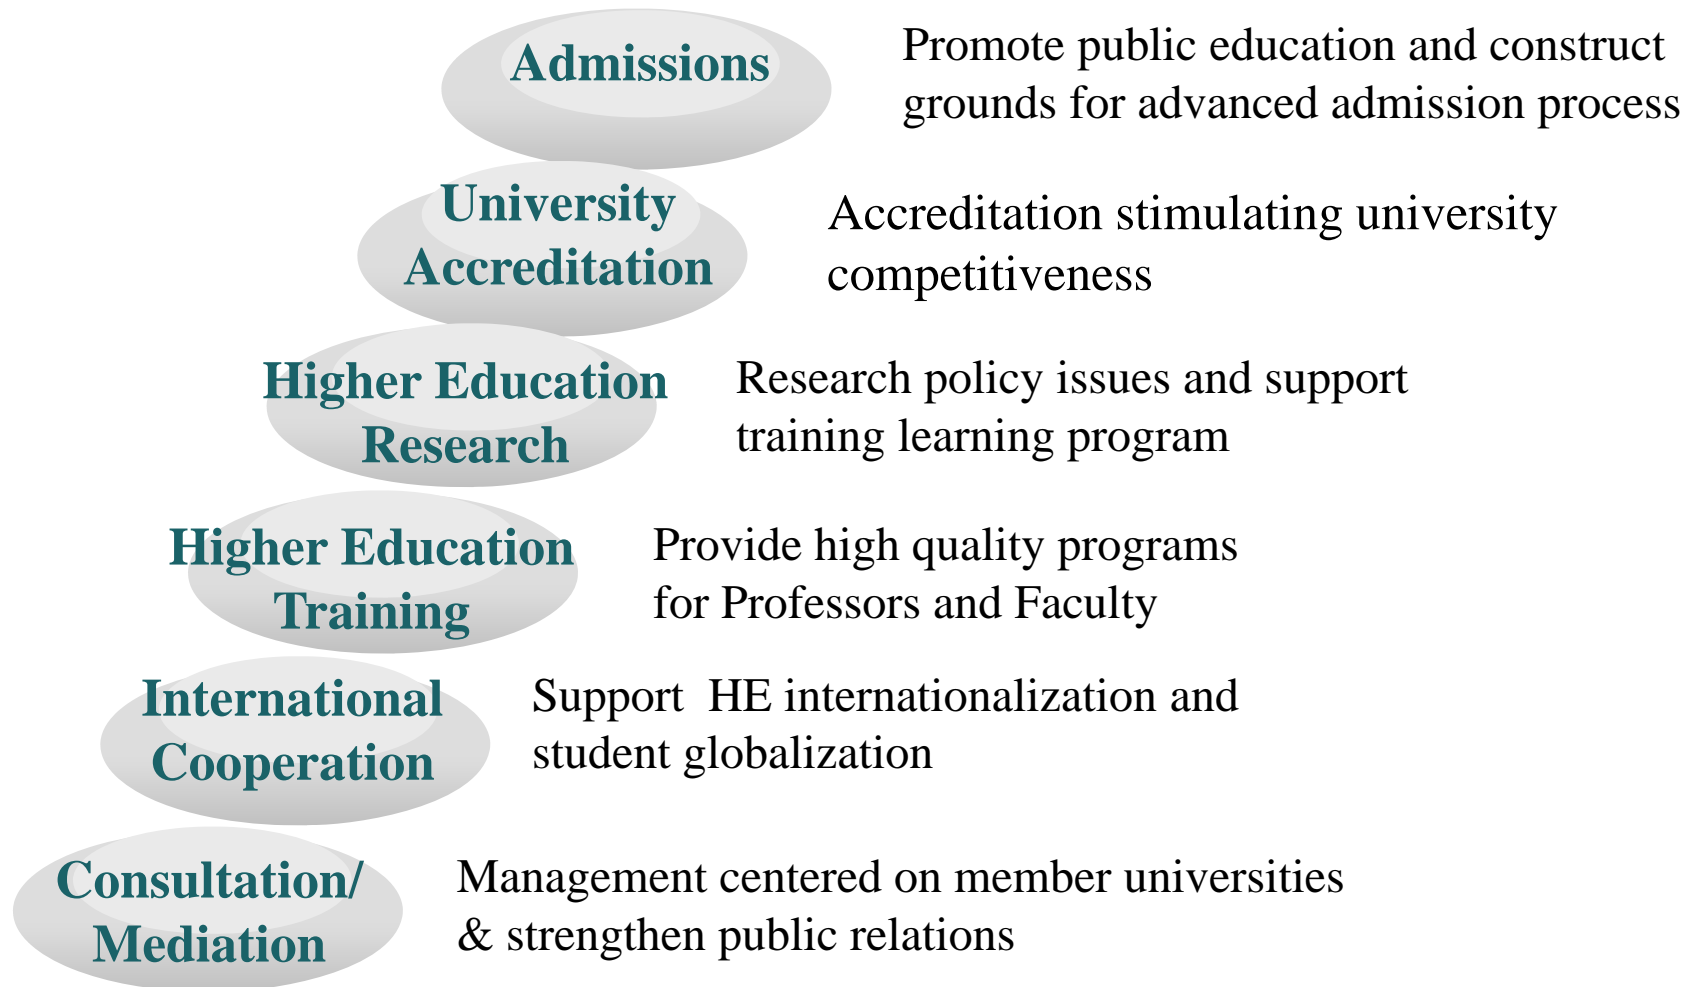 Admissions
Promote public education and construct
grounds for advanced admission process
University
Accreditation
Accreditation stimulating university
competitiveness
Higher Education
Research
Research policy issues and support
training learning program
Higher Education
Training
Provide high quality programs
for Professors and Faculty
International
Cooperation
Support  HE internationalization and
student globalization
Consultation/
Mediation
Management centered on member universities
& strengthen public relations